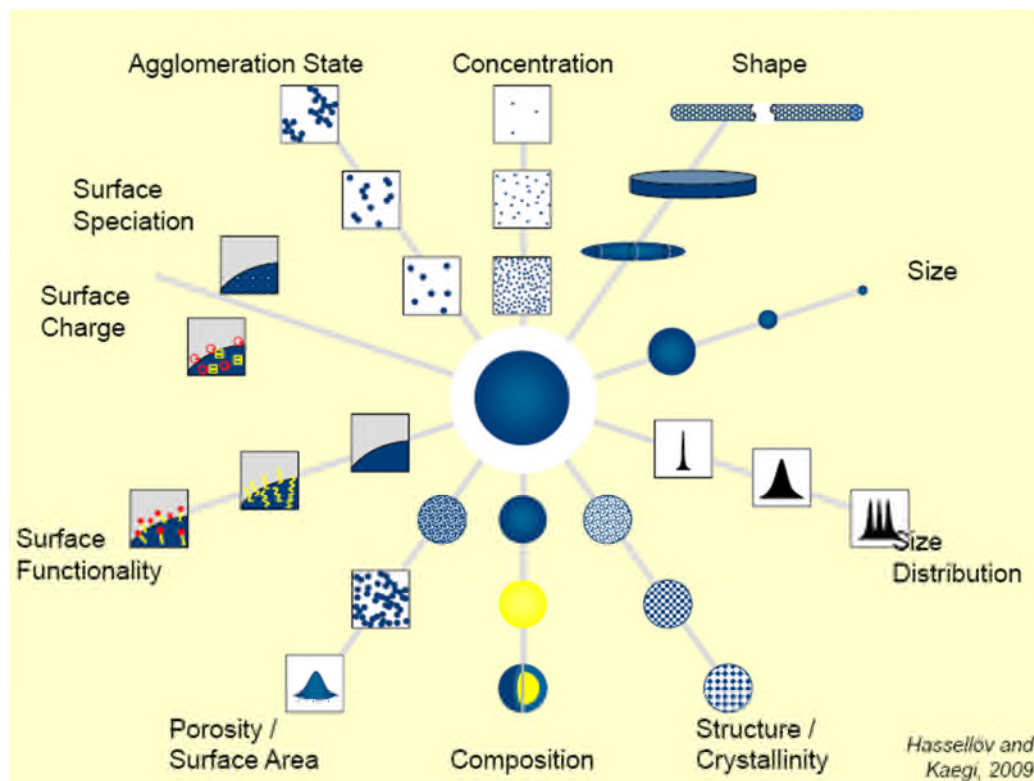 Agglomeration State
Concentration
Shape
Surface
Speciation
Size
Surface
Charge
Surface
Functionality
Size
Distribution
Porosity /
Surface Area
Composition
Structure /
Crystallinity
Hassellöv and
Kaegi, 2009